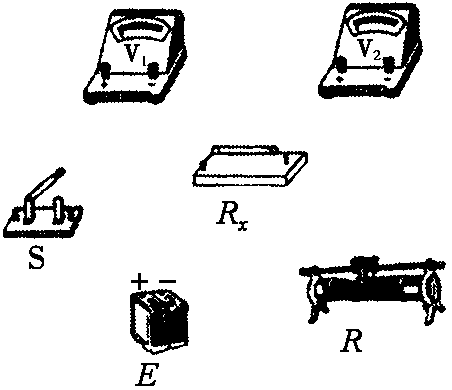 V₁ V₂
+ - + -
Rₓ
S
+ −
R
E